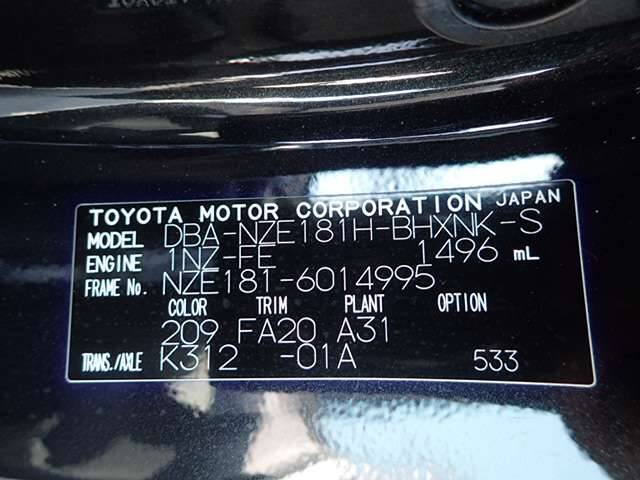 TOYOTA MOTOR CORPORATION JAPAN
MODEL DBA-NZE181H-BHXNK-S
ENGINE 1NZ-FE 1496 mL
FRAME No. NZE181-6014995
COLOR TRIM PLANT OPTION
209 FA20 A31
TRANS./AXLE K312 -01A 533